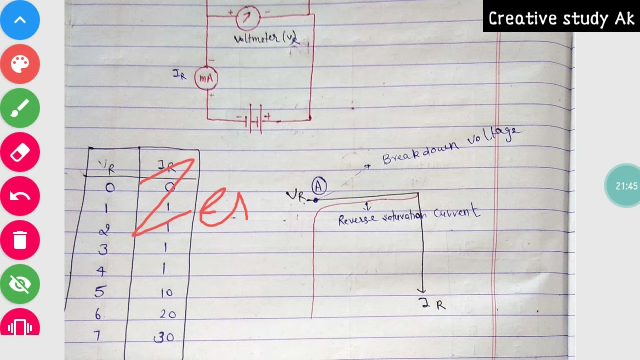 Creative study Ak
+ -
voltmeter (VR)
-
IR mA
+
- +
21:45
Breakdown voltage
VR IR
0 0
VR A
1 1
Reverse saturation current
2 1
3 1
4 1
5 10
IR
6 20
7 30